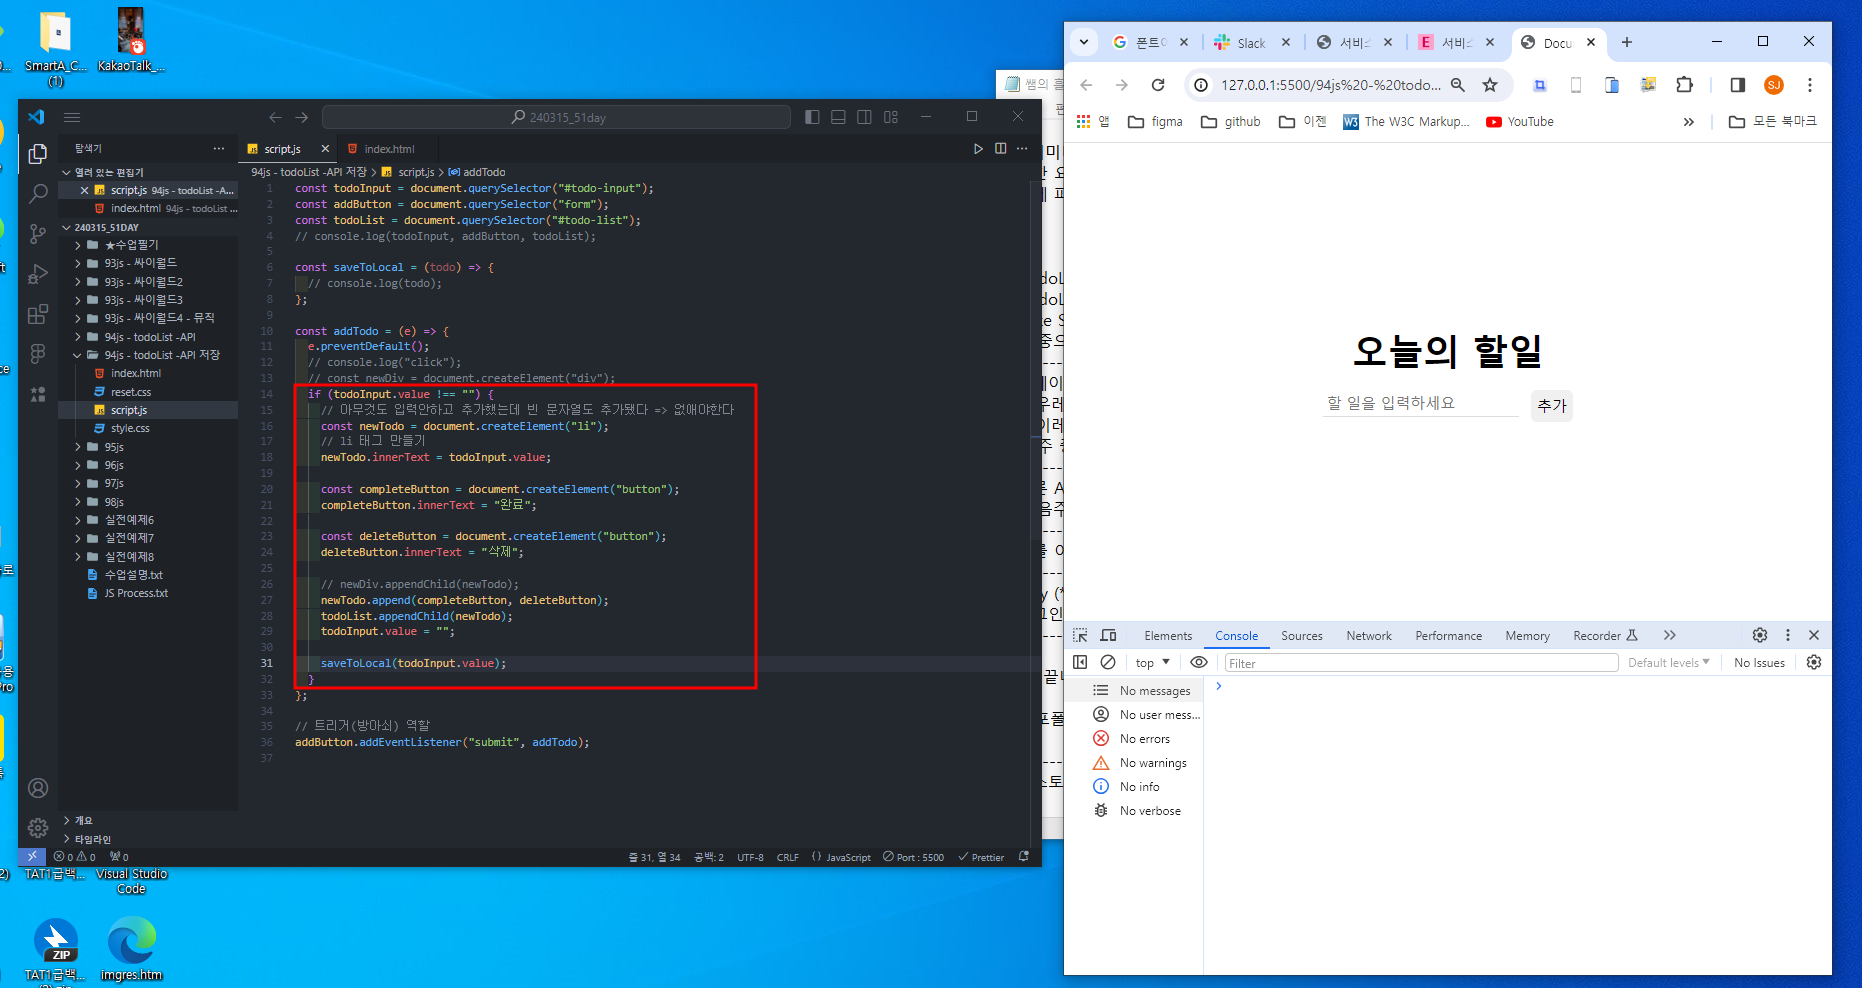 SmartA_C...
(1)
KakaoTalk_...
240315_51day
탐색기
열려 있는 편집기
script.js 94js - todoList -A...
index.html 94js - todoList ...
240315_51DAY
★수업필기
93js - 싸이월드
93js - 싸이월드2
93js - 싸이월드3
93js - 싸이월드4 - 뮤직
94js - todoList -API
94js - todoList -API 저장
index.html
reset.css
script.js
style.css
95js
96js
97js
98js
실전예제6
실전예제7
실전예제8
수업설명.txt
JS Process.txt
개요
타임라인
script.js
index.html
94js - todoList -API 저장 > script.js > addTodo
1 const todoInput = document.querySelector("#todo-input");
2 const addButton = document.querySelector("form");
3 const todoList = document.querySelector("#todo-list");
4 // console.log(todoInput, addButton, todoList);
5
6 const saveToLocal = (todo) => {
7 // console.log(todo);
8 };
9
10 const addTodo = (e) => {
11 e.preventDefault();
12 // console.log("click");
13 // const newDiv = document.createElement("div");
14 if (todoInput.value !== "") {
15 // 아무것도 입력안하고 추가했는데 빈 문자열도 추가됐다 => 없애야한다
16 const newTodo = document.createElement("li");
17 // li 태그 만들기
18 newTodo.innerText = todoInput.value;
19
20 const completeButton = document.createElement("button");
21 completeButton.innerText = "완료";
22
23 const deleteButton = document.createElement("button");
24 deleteButton.innerText = "삭제";
25
26 // newDiv.appendChild(newTodo);
27 newTodo.append(completeButton, deleteButton);
28 todoList.appendChild(newTodo);
29 todoInput.value = "";
30
31 saveToLocal(todoInput.value);
32 }
33 };
34
35 // 트리거(방아쇠) 역할
36 addButton.addEventListener("submit", addTodo);
37
0 0 0
줄 31, 열 34 공백: 2 UTF-8 CRLF {} JavaScript Port : 5500 Prettier
TAT1급백...
Visual Studio
Code
ZIP
TAT1급백...
imgres.htm
쌤의 흘
폰트
Slack
서비스
서비스
Docu
127.0.0.1:5500/94js%20-%20todo...
SJ
앱
figma
github
이젠
The W3C Markup...
YouTube
모든 북마크
오늘의 할일
할 일을 입력하세요
추가
Elements
Console
Sources
Network
Performance
Memory
Recorder
top
Filter
Default levels
No Issues
No messages
No user mess...
No errors
No warnings
No info
No verbose